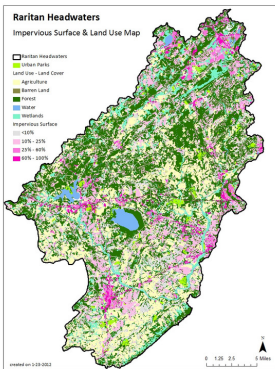 Raritan Headwaters
Impervious Surface & Land Use Map
Raritan Headwaters
Urban Parks
Land Use - Land Cover
Agriculture
Barren Land
Forest
Water
Wetlands
Impervious Surface
<10%
10% - 25%
25% - 60%
60% - 100%
N
0 1.25 2.5 5 Miles
created on 1-23-2012